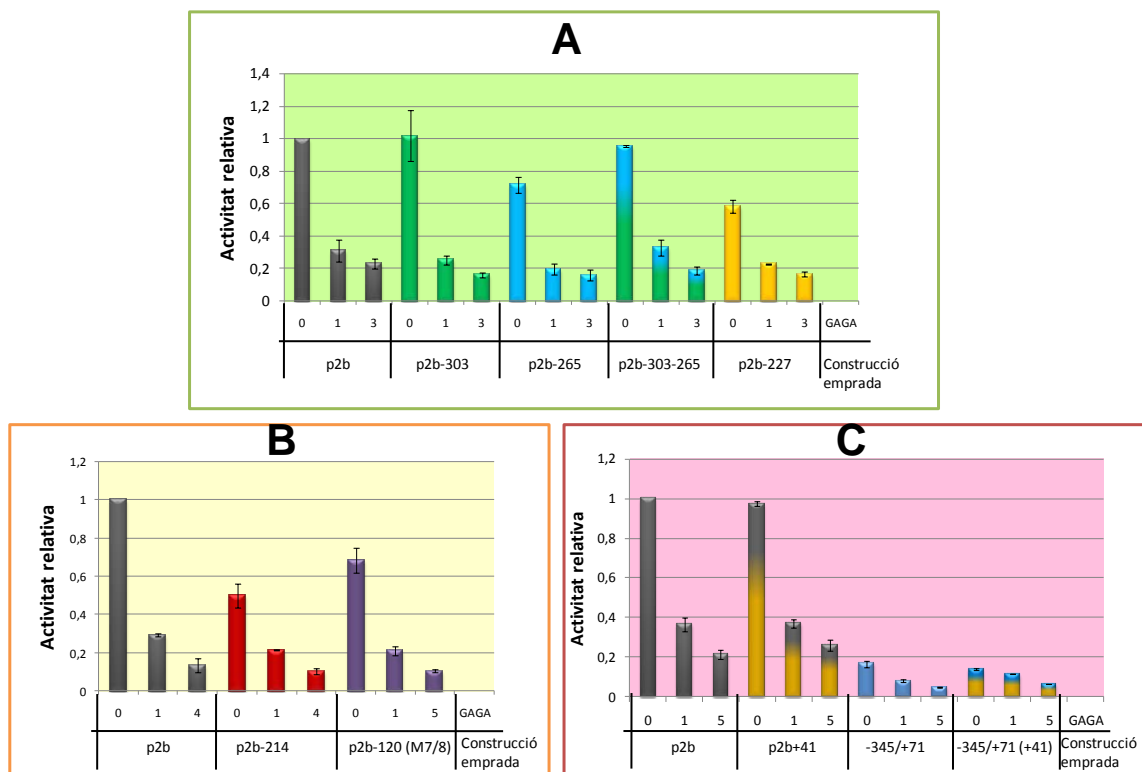 A
Activitat relativa
1,4
1,2
1
0,8
0,6
0,4
0,2
0
0 1 3 0 1 3 0 1 3 0 1 3 0 1 3 GAGA
p2b p2b-303 p2b-265 p2b-303-265 p2b-227 Construcció
emprada
B
Activitat relativa
1,2
1
0,8
0,6
0,4
0,2
0
0 1 4 0 1 4 0 1 5 GAGA
p2b p2b-214 p2b-120 (M7/8) Construcció
emprada
C
Activitat relativa
1,2
1
0,8
0,6
0,4
0,2
0
0 1 5 0 1 5 0 1 5 0 1 5 GAGA
p2b p2b+41 -345/+71 -345/+71 (+41) Construcció
emprada